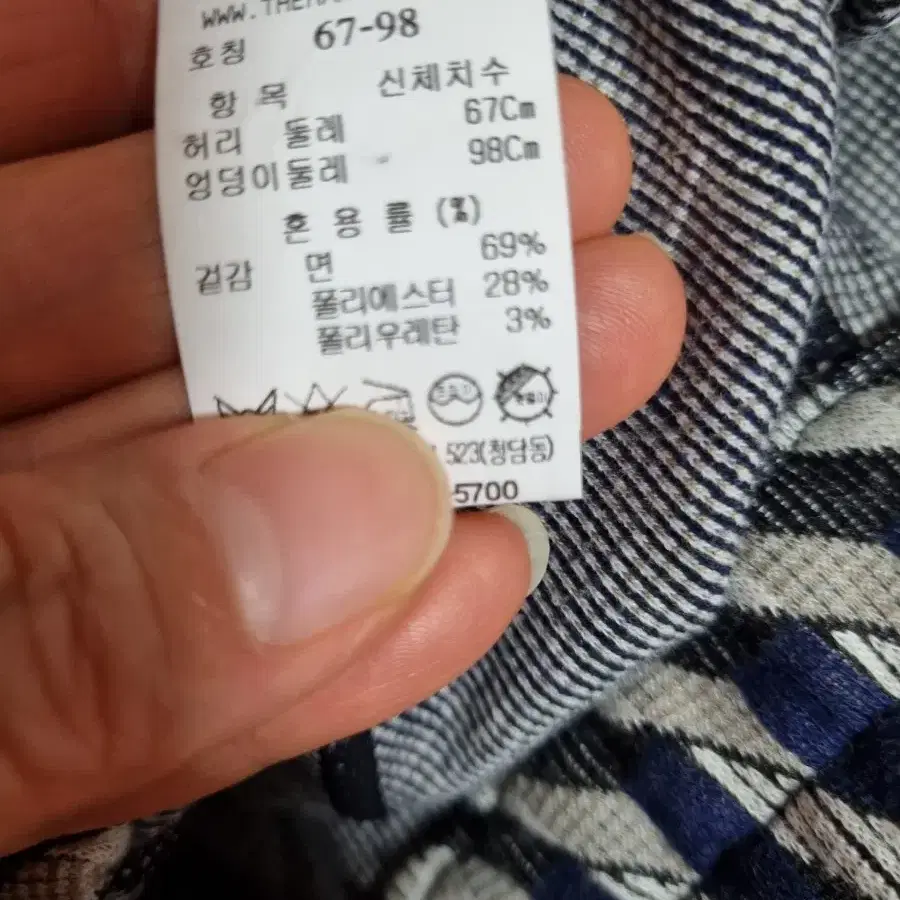 WWW.THE
호칭 67-98
항 목 신체치수
허리 둘레 67Cm
엉덩이둘레 98Cm
혼 용 률 (%)
겉감 면 69%
폴리에스터 28%
폴리우레탄 3%
523(청담동)
-5700